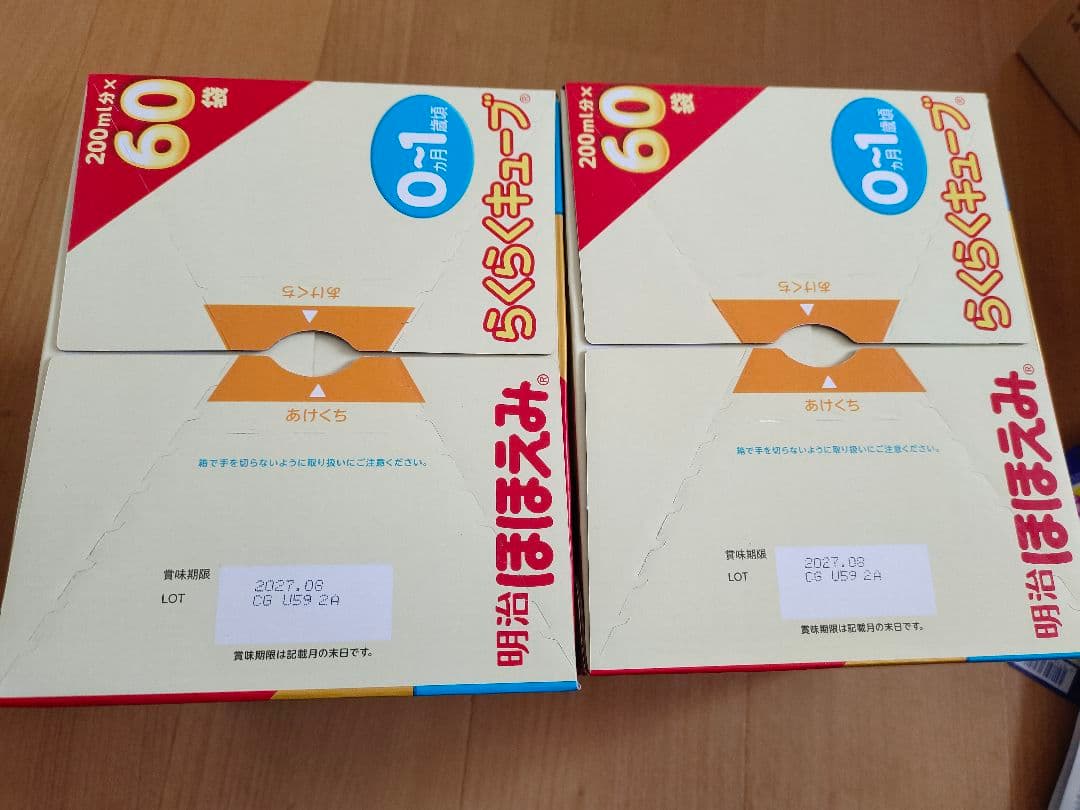 200ml分×
60袋
0ヵ月~1歳頃
らくらくキューブ®
あけくち
あけくち
箱で手を切らないように取り扱いにご注意ください。
明治ほほえみ®
賞味期限 2027.08
LOT CG U59 2A
賞味期限は記載月の末日です。
200ml分×
60袋
0ヵ月~1歳頃
らくらくキューブ®
あけくち
あけくち
箱で手を切らないように取り扱いにご注意ください。
明治ほほえみ®
賞味期限 2027.08
LOT CG U59 2A
賞味期限は記載月の末日です。